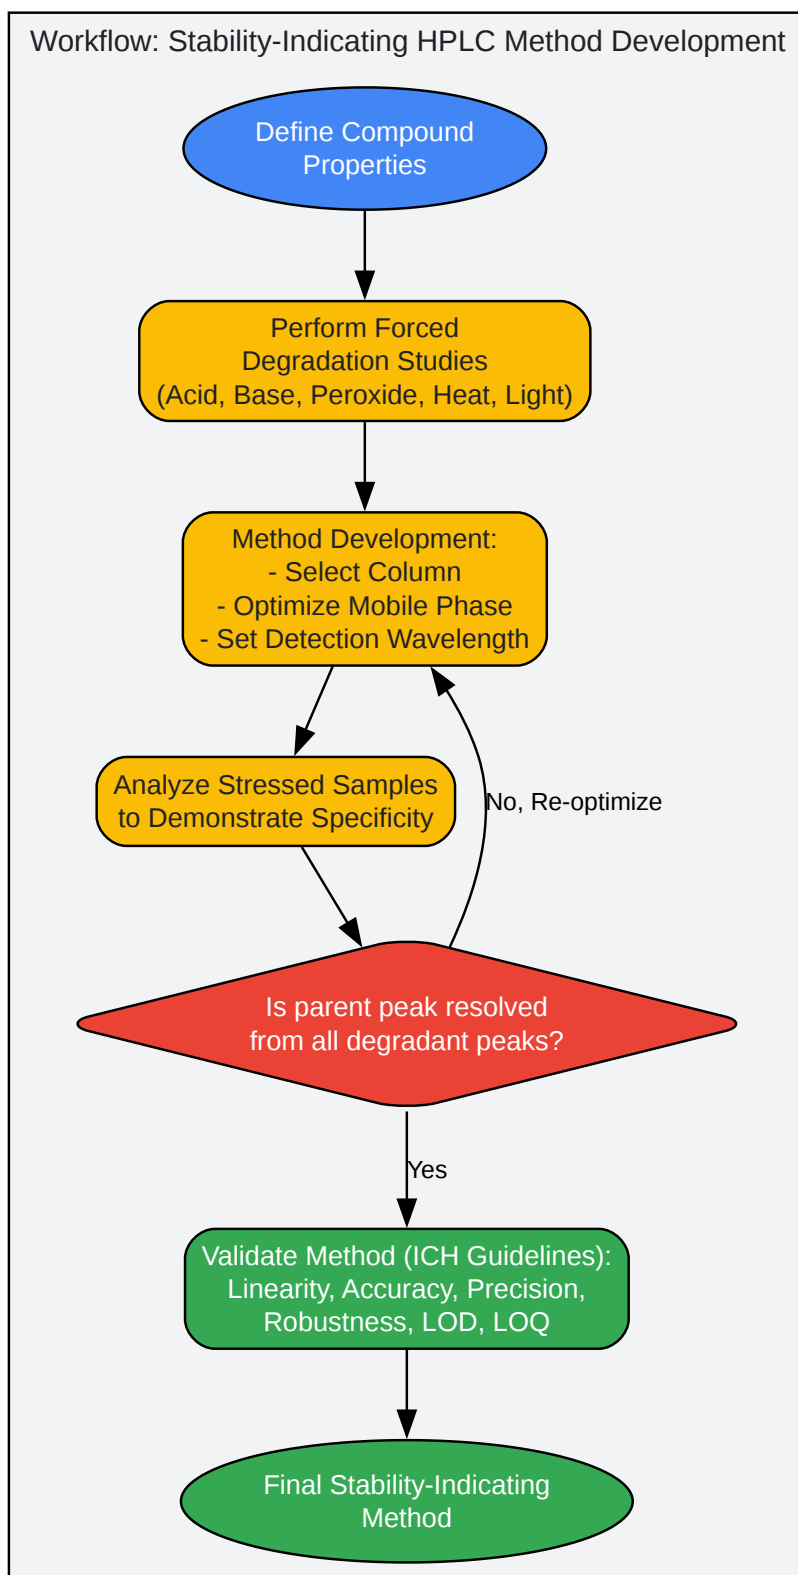 Workflow: Stability-Indicating HPLC Method Development
Define Compound
Properties
Perform Forced
Degradation Studies
(Acid, Base, Peroxide, Heat, Light)
Method Development:
- Select Column
- Optimize Mobile Phase
- Set Detection Wavelength
Analyze Stressed Samples
to Demonstrate Specificity
No, Re-optimize
Is parent peak resolved
from all degradant peaks?
Yes
Validate Method (ICH Guidelines):
Linearity, Accuracy, Precision,
Robustness, LOD, LOQ
Final Stability-Indicating
Method